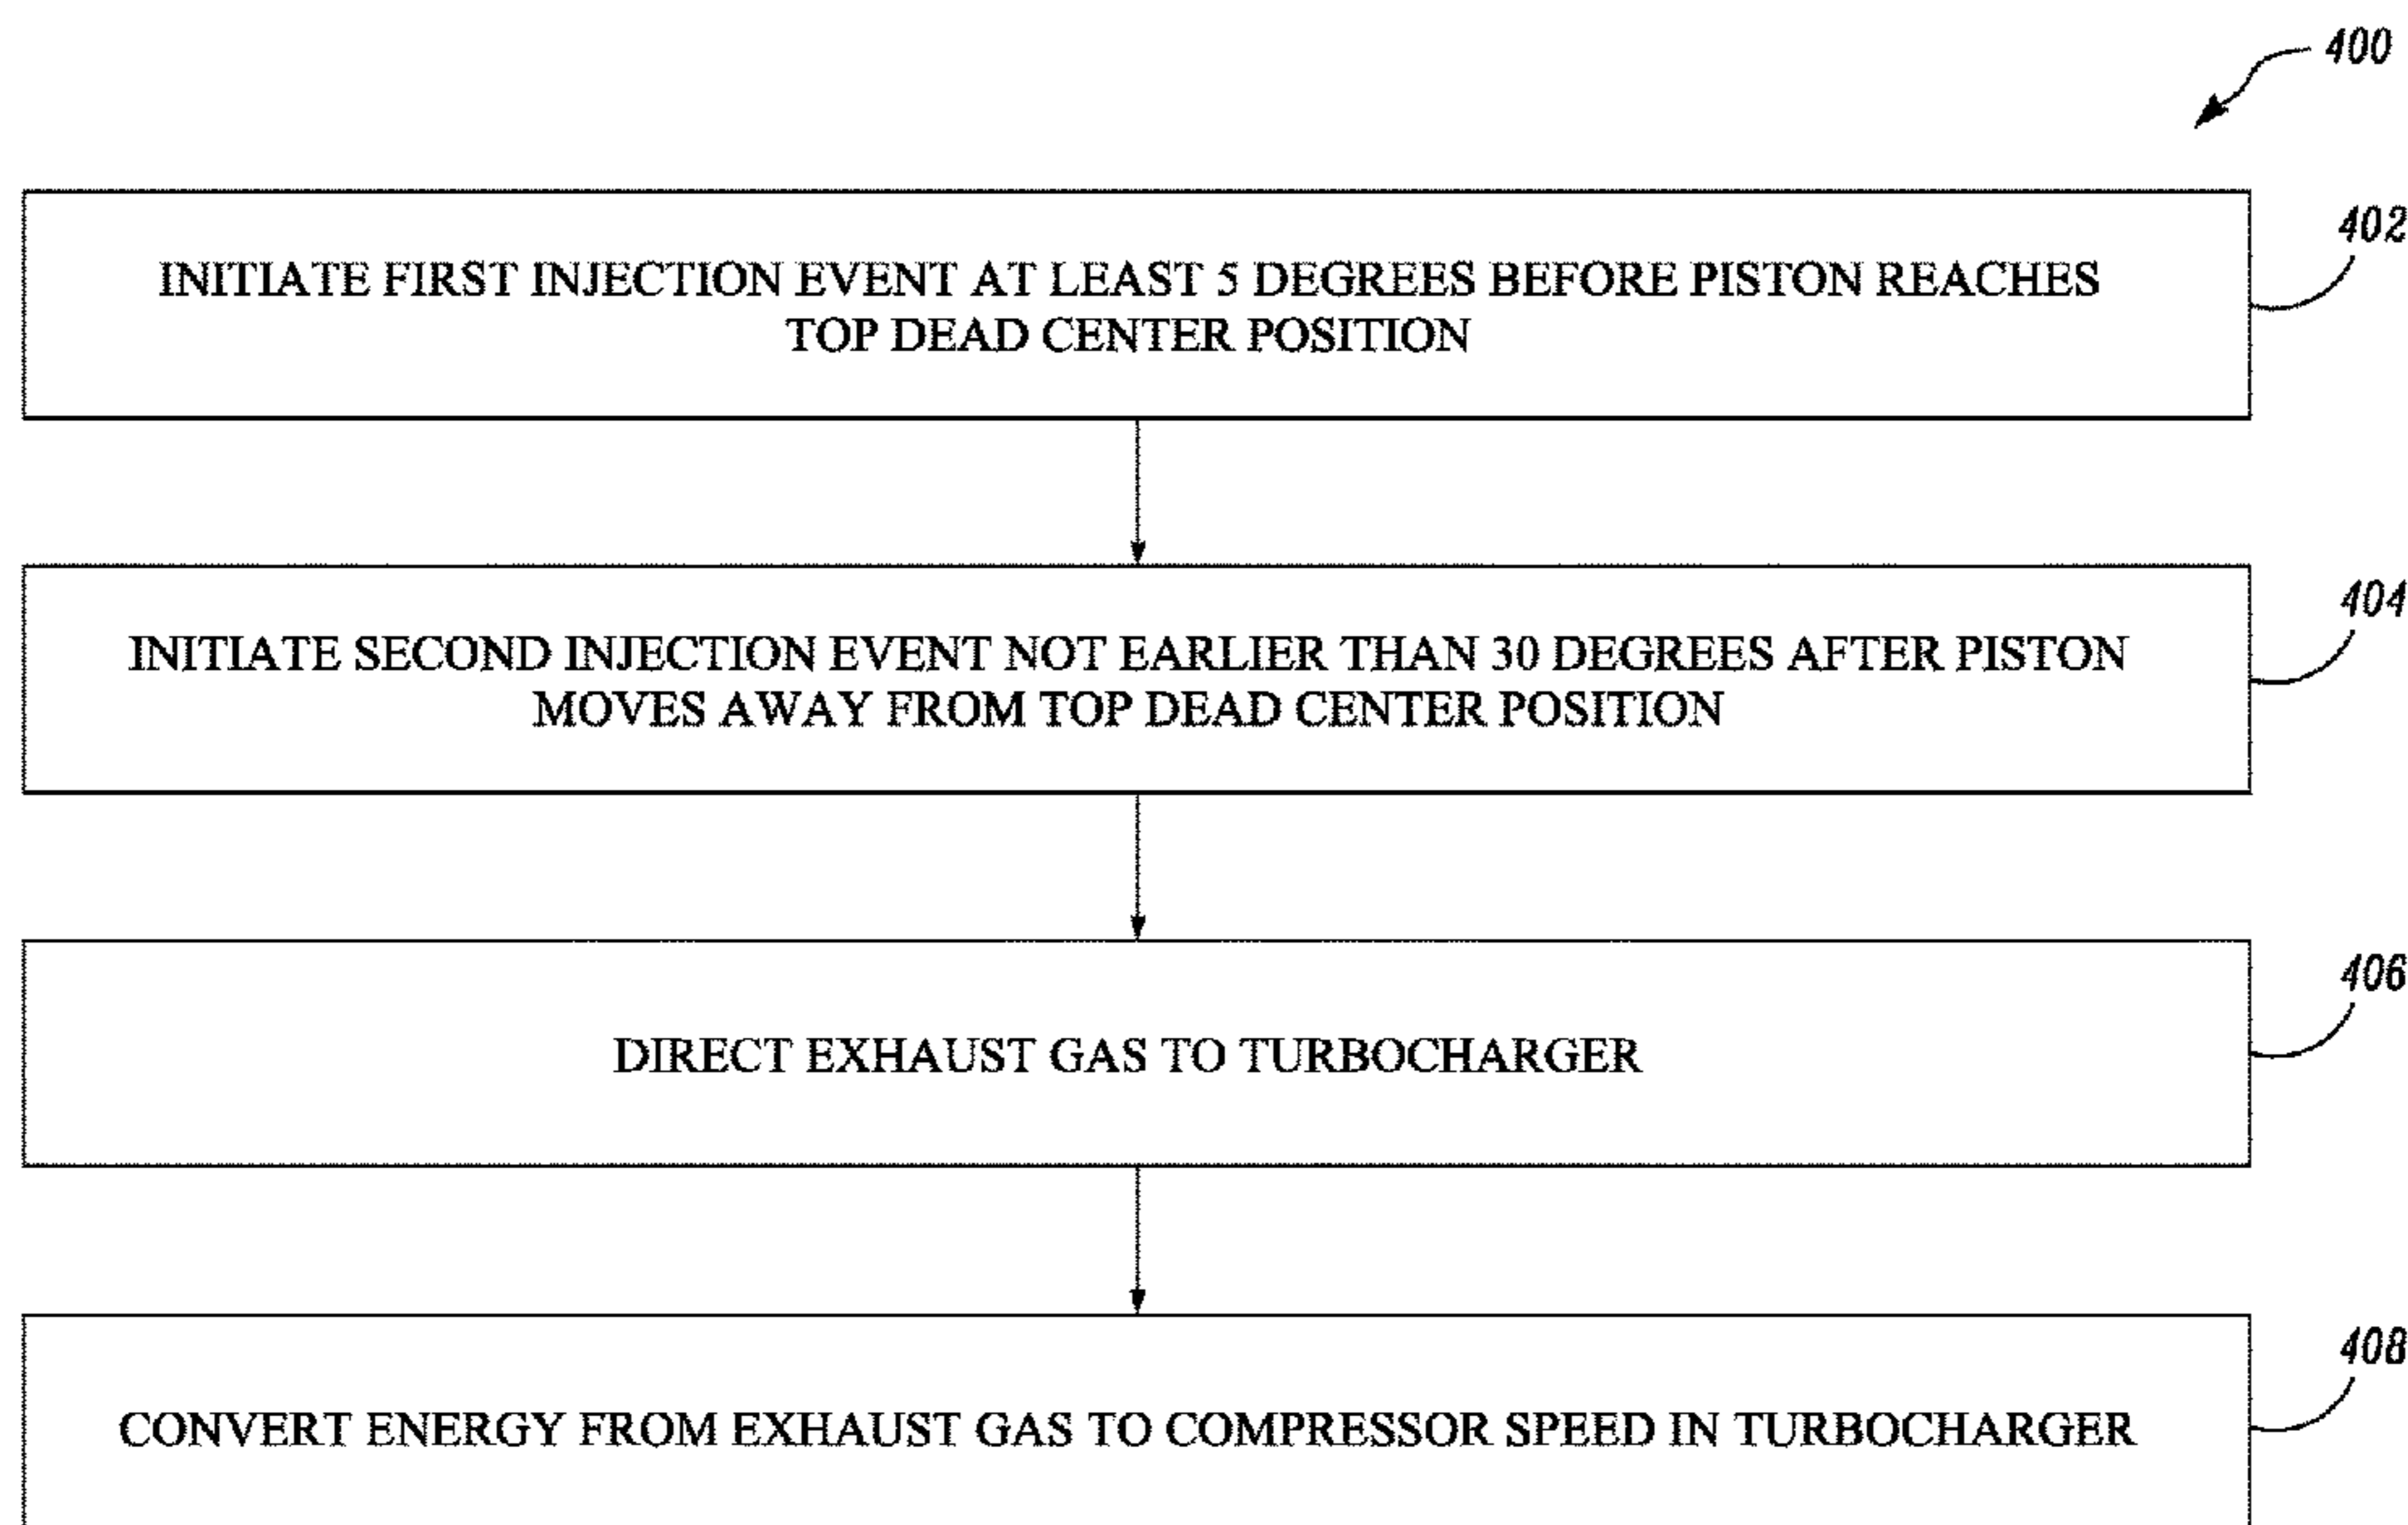 400
402
INITIATE FIRST INJECTION EVENT AT LEAST 5 DEGREES BEFORE PISTON REACHES
TOP DEAD CENTER POSITION
404
INITIATE SECOND INJECTION EVENT NOT EARLIER THAN 30 DEGREES AFTER PISTON
MOVES AWAY FROM TOP DEAD CENTER POSITION
406
DIRECT EXHAUST GAS TO TURBOCHARGER
408
CONVERT ENERGY FROM EXHAUST GAS TO COMPRESSOR SPEED IN TURBOCHARGER